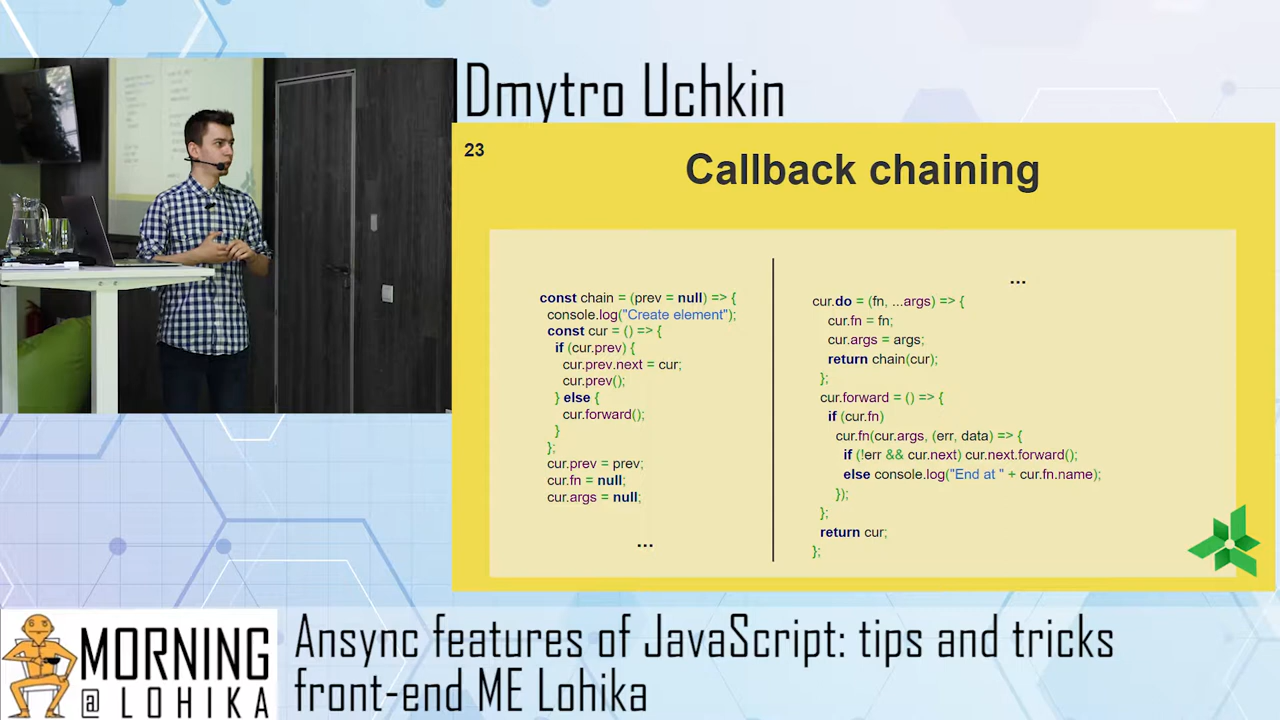 Dmytro Uchkin
23
Callback chaining
const chain = (prev = null) => {
console.log("Create element");
const cur = () => {
if (cur.prev) {
cur.prev.next = cur;
cur.prev();
} else {
cur.forward();
}
};
cur.prev = prev;
cur.fn = null;
cur.args = null;
...
...
cur.do = (fn, ...args) => {
cur.fn = fn;
cur.args = args;
return chain(cur);
};
cur.forward = () => {
if (cur.fn)
cur.fn(cur.args, (err, data) => {
if (!err && cur.next) cur.next.forward();
else console.log("End at " + cur.fn.name);
});
};
return cur;
};
MORNING
@ LOHIKA
Ansync features of JavaScript: tips and tricks
front-end ME Lohika